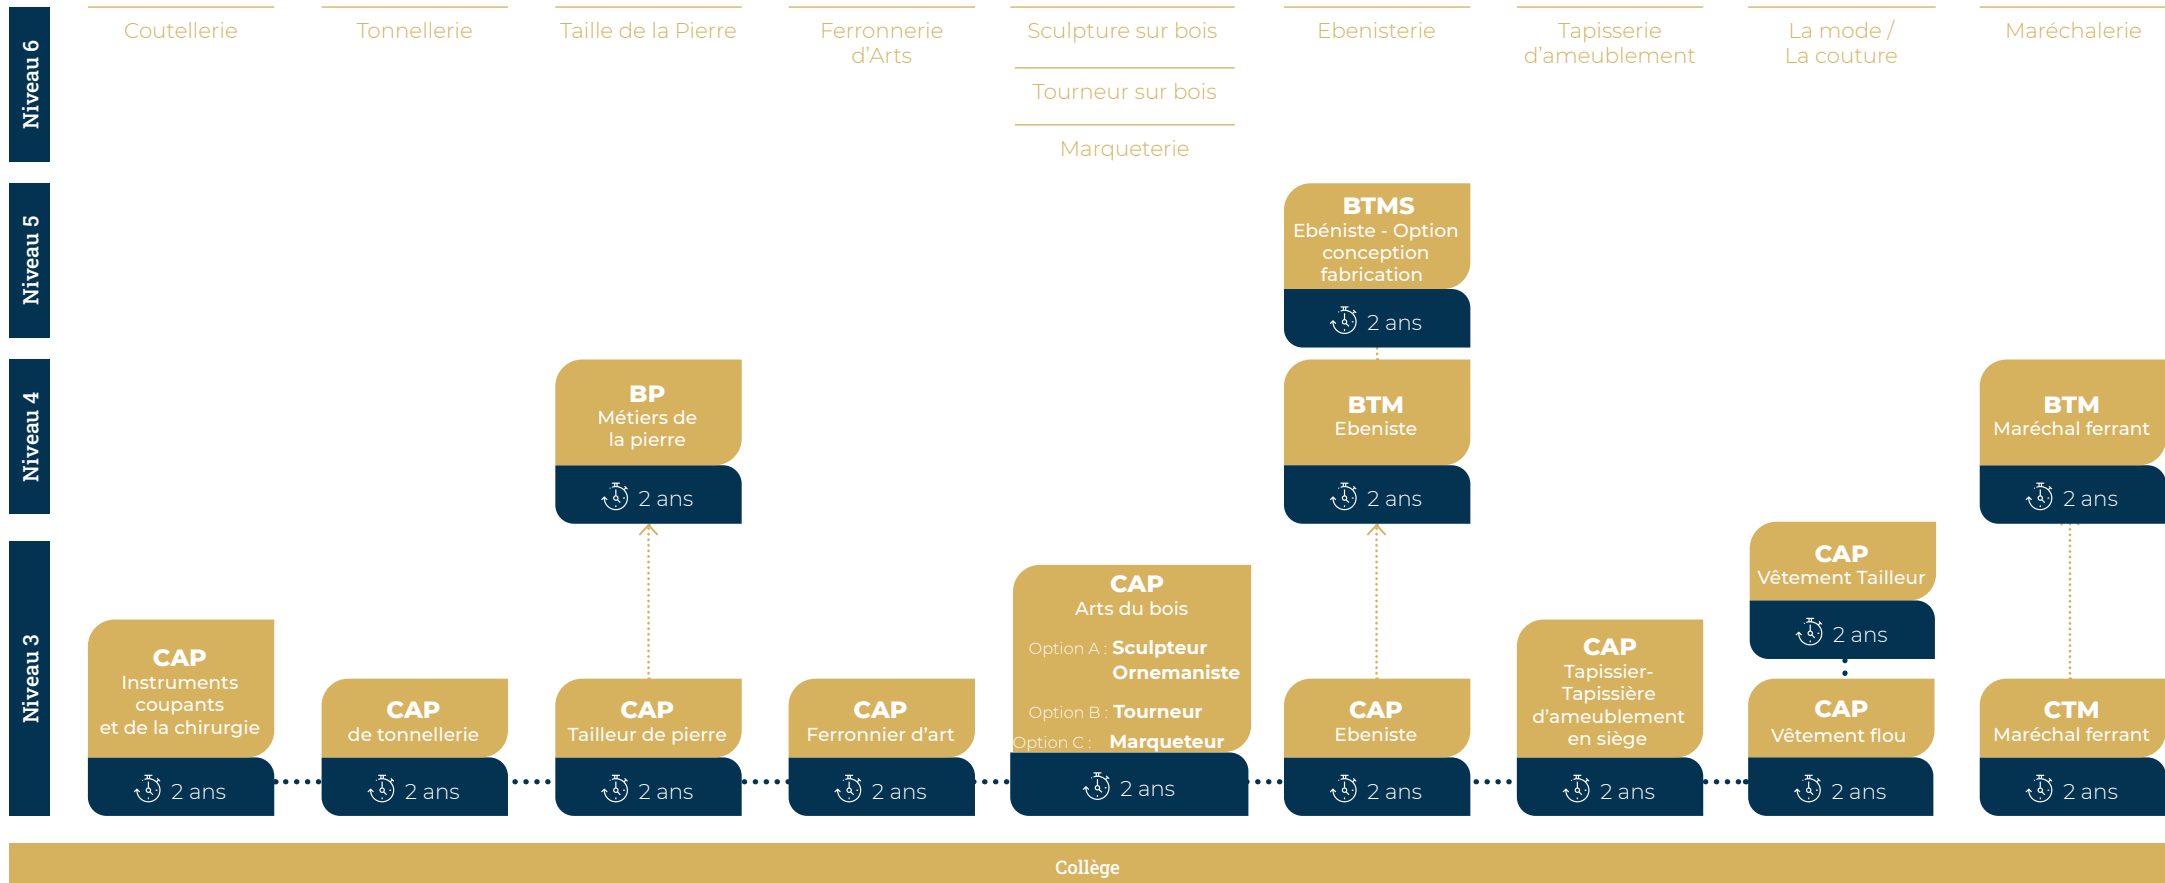 Niveau 6
Coutellerie
Tonnellerie
Taille de la Pierre
Ferronnerie
d'Arts
Sculpture sur bois
Tourneur sur bois
Marqueterie
Ebenisterie
Tapisserie
d'ameublement
La mode /
La couture
Maréchalerie
Niveau 5
BTMS
Ebéniste - Option
conception
fabrication
2 ans
Niveau 4
BP
Métiers de
la pierre
2 ans
BTM
Ebeniste
2 ans
BTM
Maréchal ferrant
2 ans
Niveau 3
CAP
Instruments
coupants
et de la chirurgie
2 ans
CAP
de tonnellerie
2 ans
CAP
Tailleur de pierre
2 ans
CAP
Ferronnier d'art
2 ans
CAP
Arts du bois
Option A : Sculpteur
Ornemaniste
Option B : Tourneur
Option C : Marqueteur
2 ans
CAP
Ebeniste
2 ans
CAP
Tapissier-
Tapissière
d'ameublement
en siège
2 ans
CAP
Vêtement Tailleur
2 ans
CAP
Vêtement flou
2 ans
CTM
Maréchal ferrant
2 ans
Collège